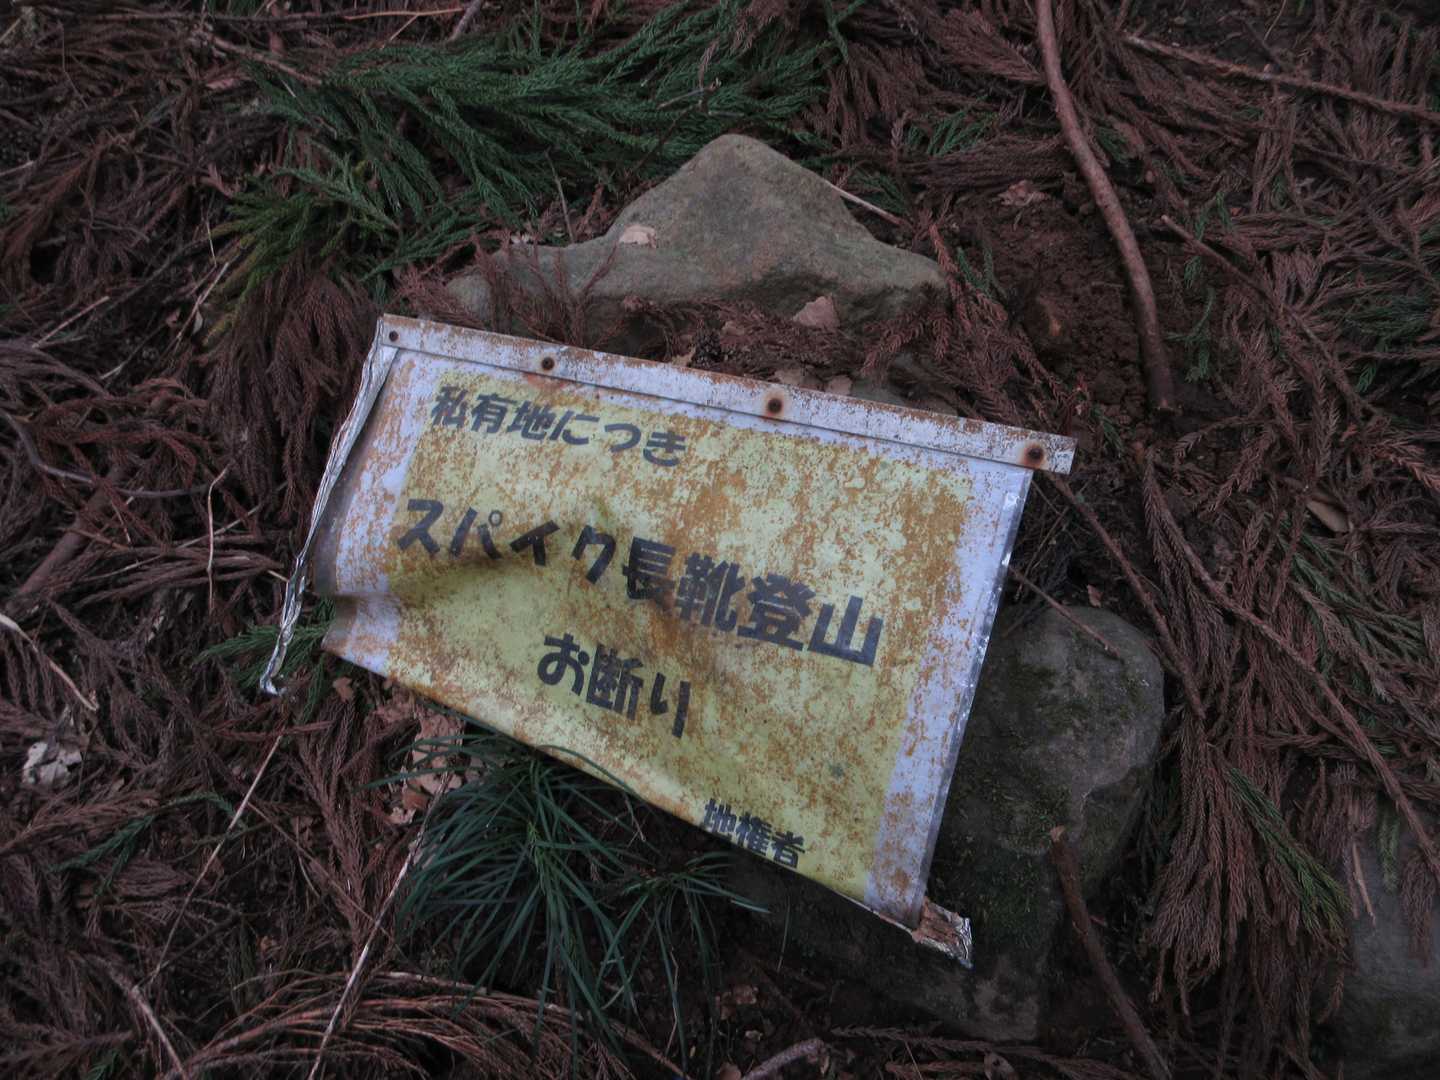 私有地につき
スパイク長靴登山
お断り
地権者